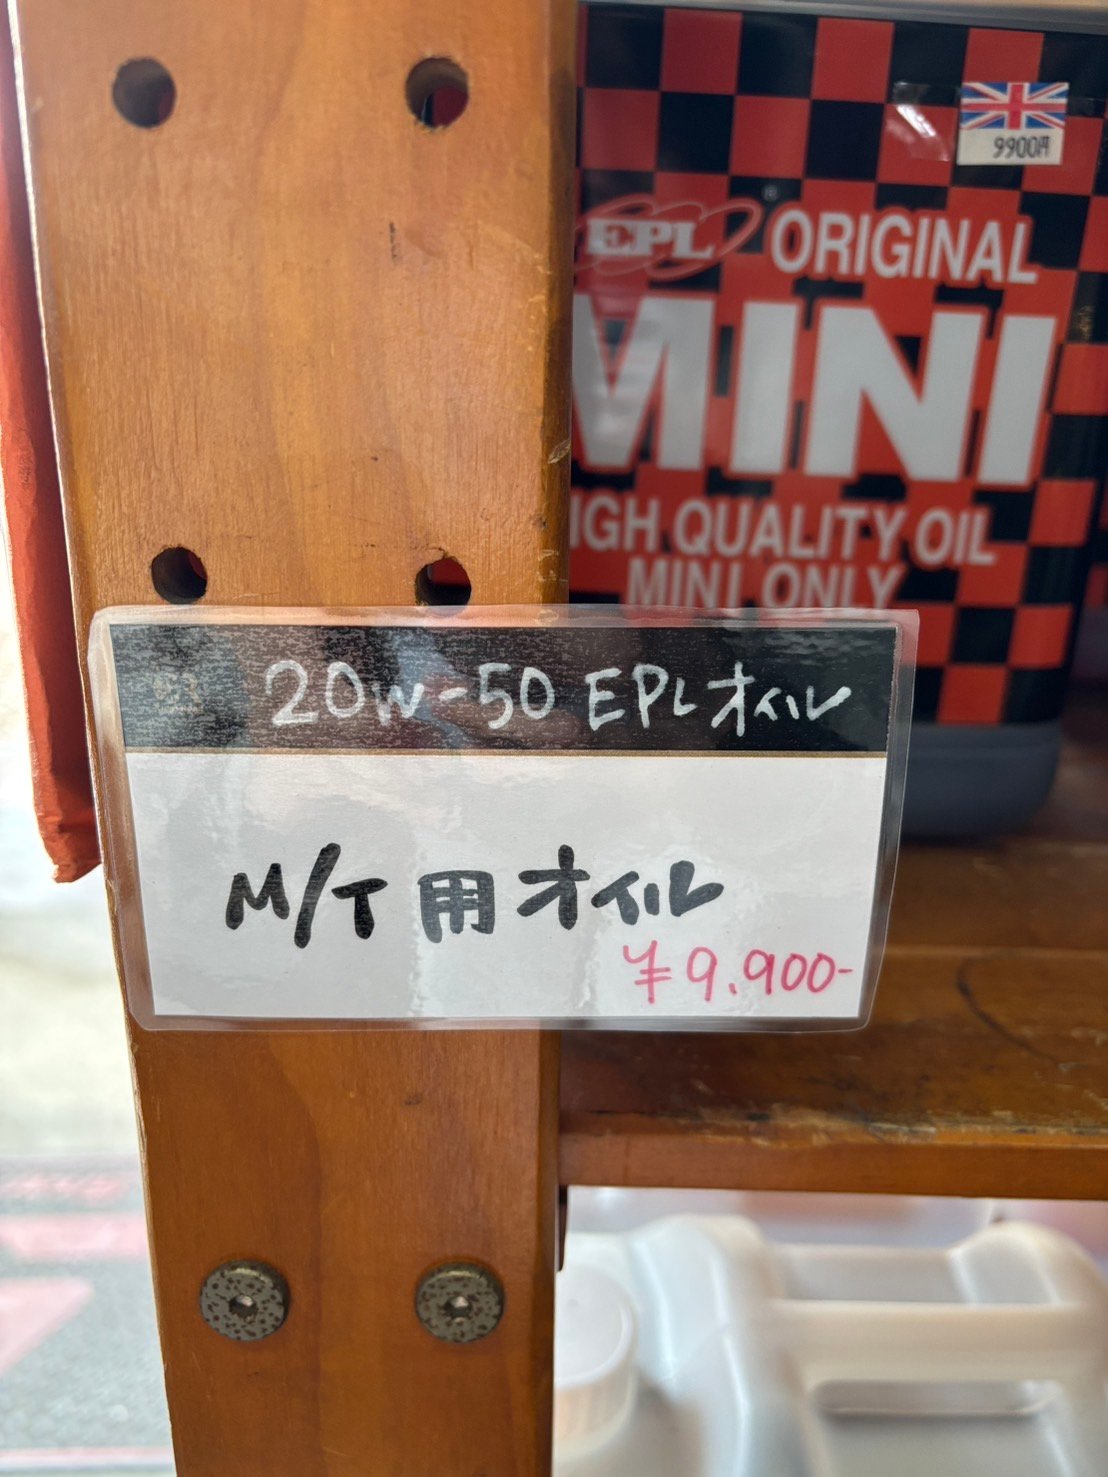 9900円
EPL® ORIGINAL
MINI
IGH QUALITY OIL
MINI ONLY
20w-50 EPLオイル
M/T用オイル
¥9.900-